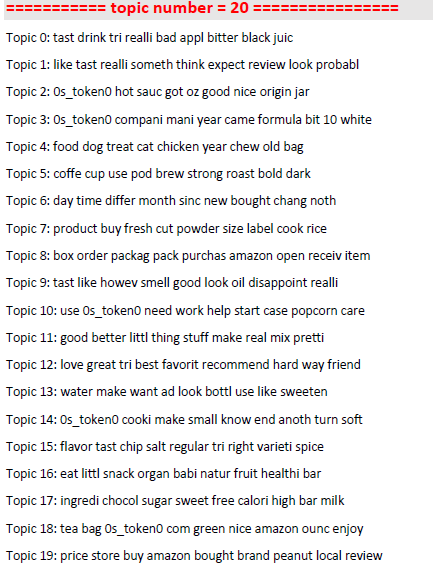 =========== topic number = 20 ================
Topic 0: tast drink tri realli bad appl bitter black juic
Topic 1: like tast realli someth think expect review look probabl
Topic 2: 0s_token0 hot sauc got oz good nice origin jar
Topic 3: 0s_token0 compani mani year came formula bit 10 white
Topic 4: food dog treat cat chicken year chew old bag
Topic 5: coffe cup use pod brew strong roast bold dark
Topic 6: day time differ month sinc new bought chang noth
Topic 7: product buy fresh cut powder size label cook rice
Topic 8: box order packag pack purchas amazon open receiv item
Topic 9: tast like howev smell good look oil disappoint realli
Topic 10: use 0s_token0 need work help start case popcorn care
Topic 11: good better littl thing stuff make real mix pretti
Topic 12: love great tri best favorit recommend hard way friend
Topic 13: water make want ad look bottl use like sweeten
Topic 14: 0s_token0 cooki make small know end anoth turn soft
Topic 15: flavor tast chip salt regular tri right varieti spice
Topic 16: eat littl snack organ babi natur fruit healthi bar
Topic 17: ingredi chocol sugar sweet free calori high bar milk
Topic 18: tea bag 0s_token0 com green nice amazon ounc enjoy
Topic 19: price store buy amazon bought brand peanut local review